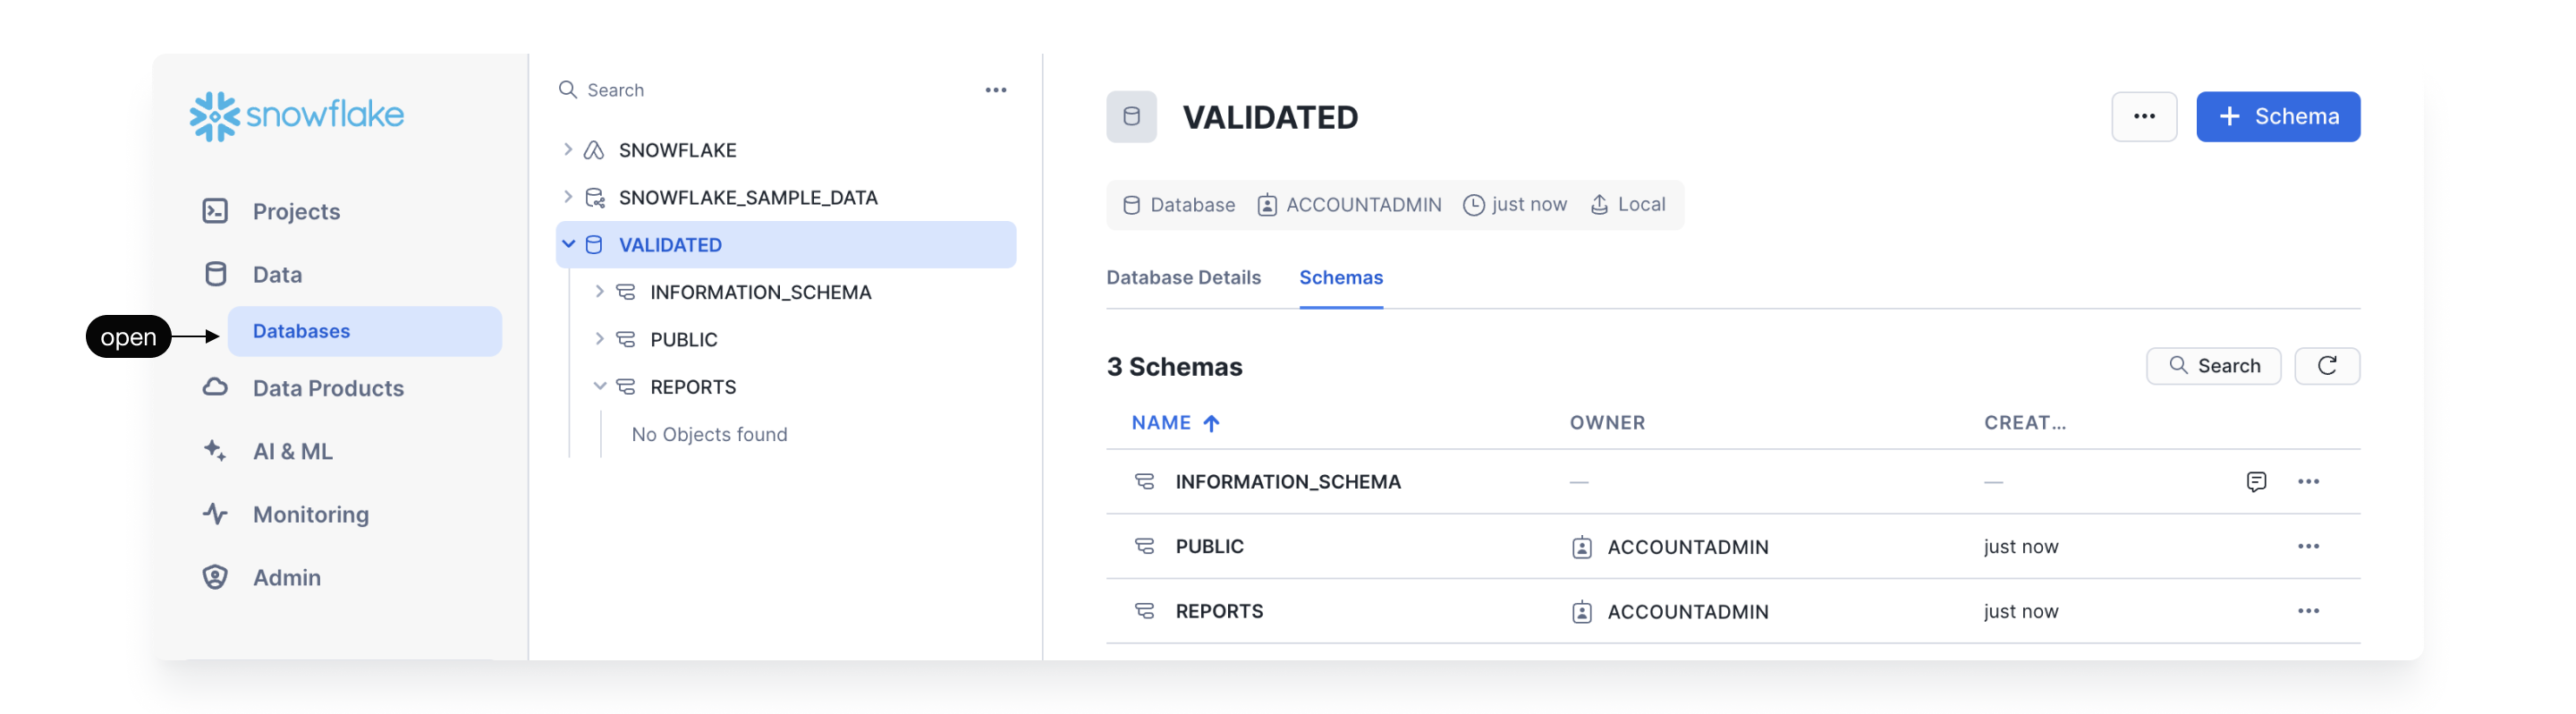 snowflake
Projects
Data
open
Databases
Data Products
AI & ML
Monitoring
Admin
Search
SNOWFLAKE
SNOWFLAKE_SAMPLE_DATA
VALIDATED
INFORMATION_SCHEMA
PUBLIC
REPORTS
No Objects found
VALIDATED
... + Schema
Database ACCOUNTADMIN just now Local
Database Details Schemas
3 Schemas
Search
NAME OWNER CREAT...
INFORMATION_SCHEMA — —
PUBLIC ACCOUNTADMIN just now
REPORTS ACCOUNTADMIN just now